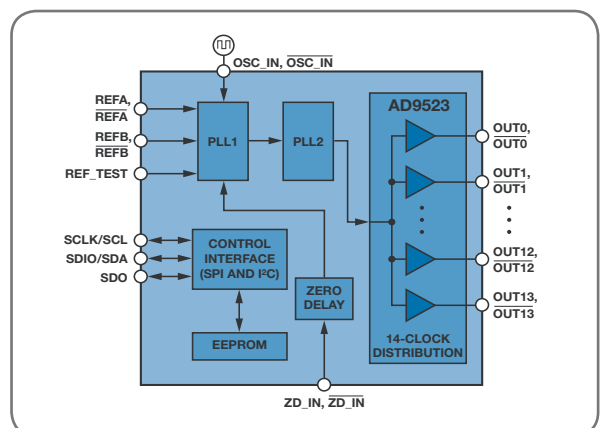 OSC_IN, OSC_IN
REFA,
REFA
REFB,
REFB
REF_TEST
PLL1
PLL2
AD9523
OUT0,
OUT0
OUT1,
OUT1
SCLK/SCL
SDIO/SDA
SDO
CONTROL
INTERFACE
(SPI AND I²C)
ZERO
DELAY
EEPROM
OUT12,
OUT12
OUT13,
OUT13
14-CLOCK
DISTRIBUTION
ZD_IN, ZD_IN